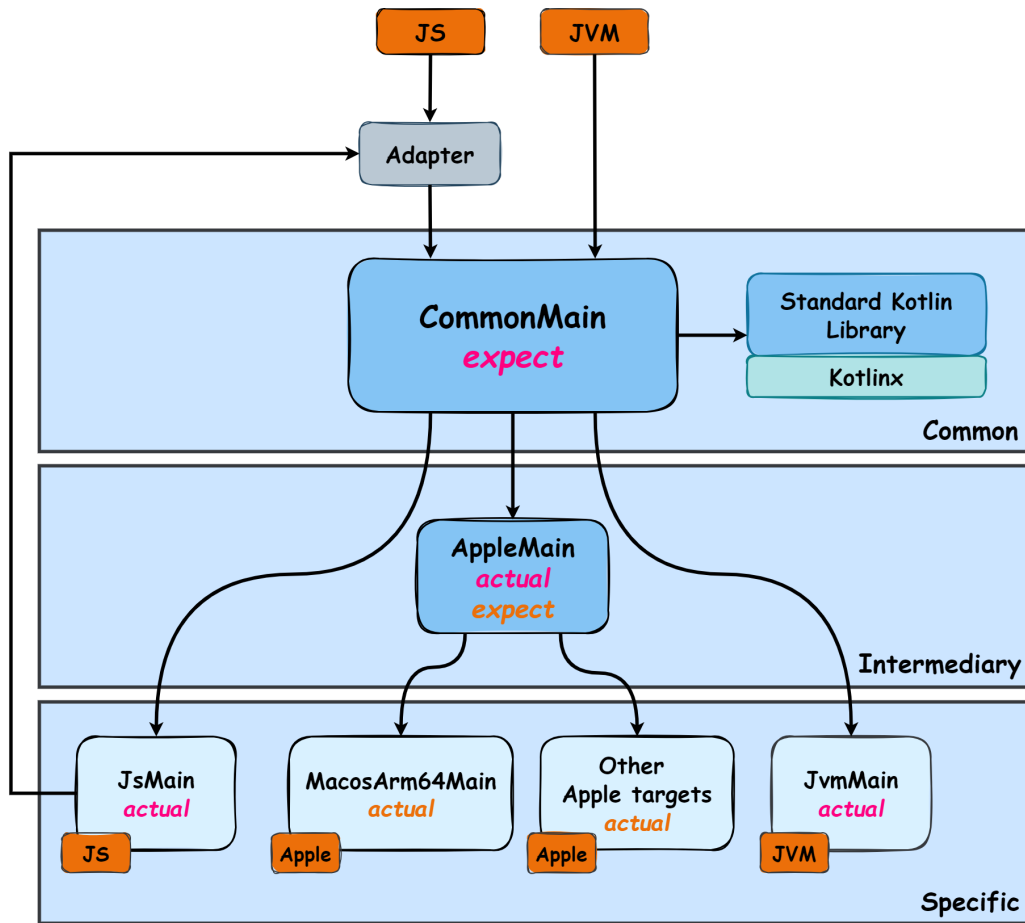 JS
JVM
Adapter
CommonMain
expect
Standard Kotlin
Library
Kotlinx
Common
AppleMain
actual
expect
Intermediary
JsMain
actual
JS
MacosArm64Main
actual
Apple
Other
Apple targets
actual
Apple
JvmMain
actual
JVM
Specific